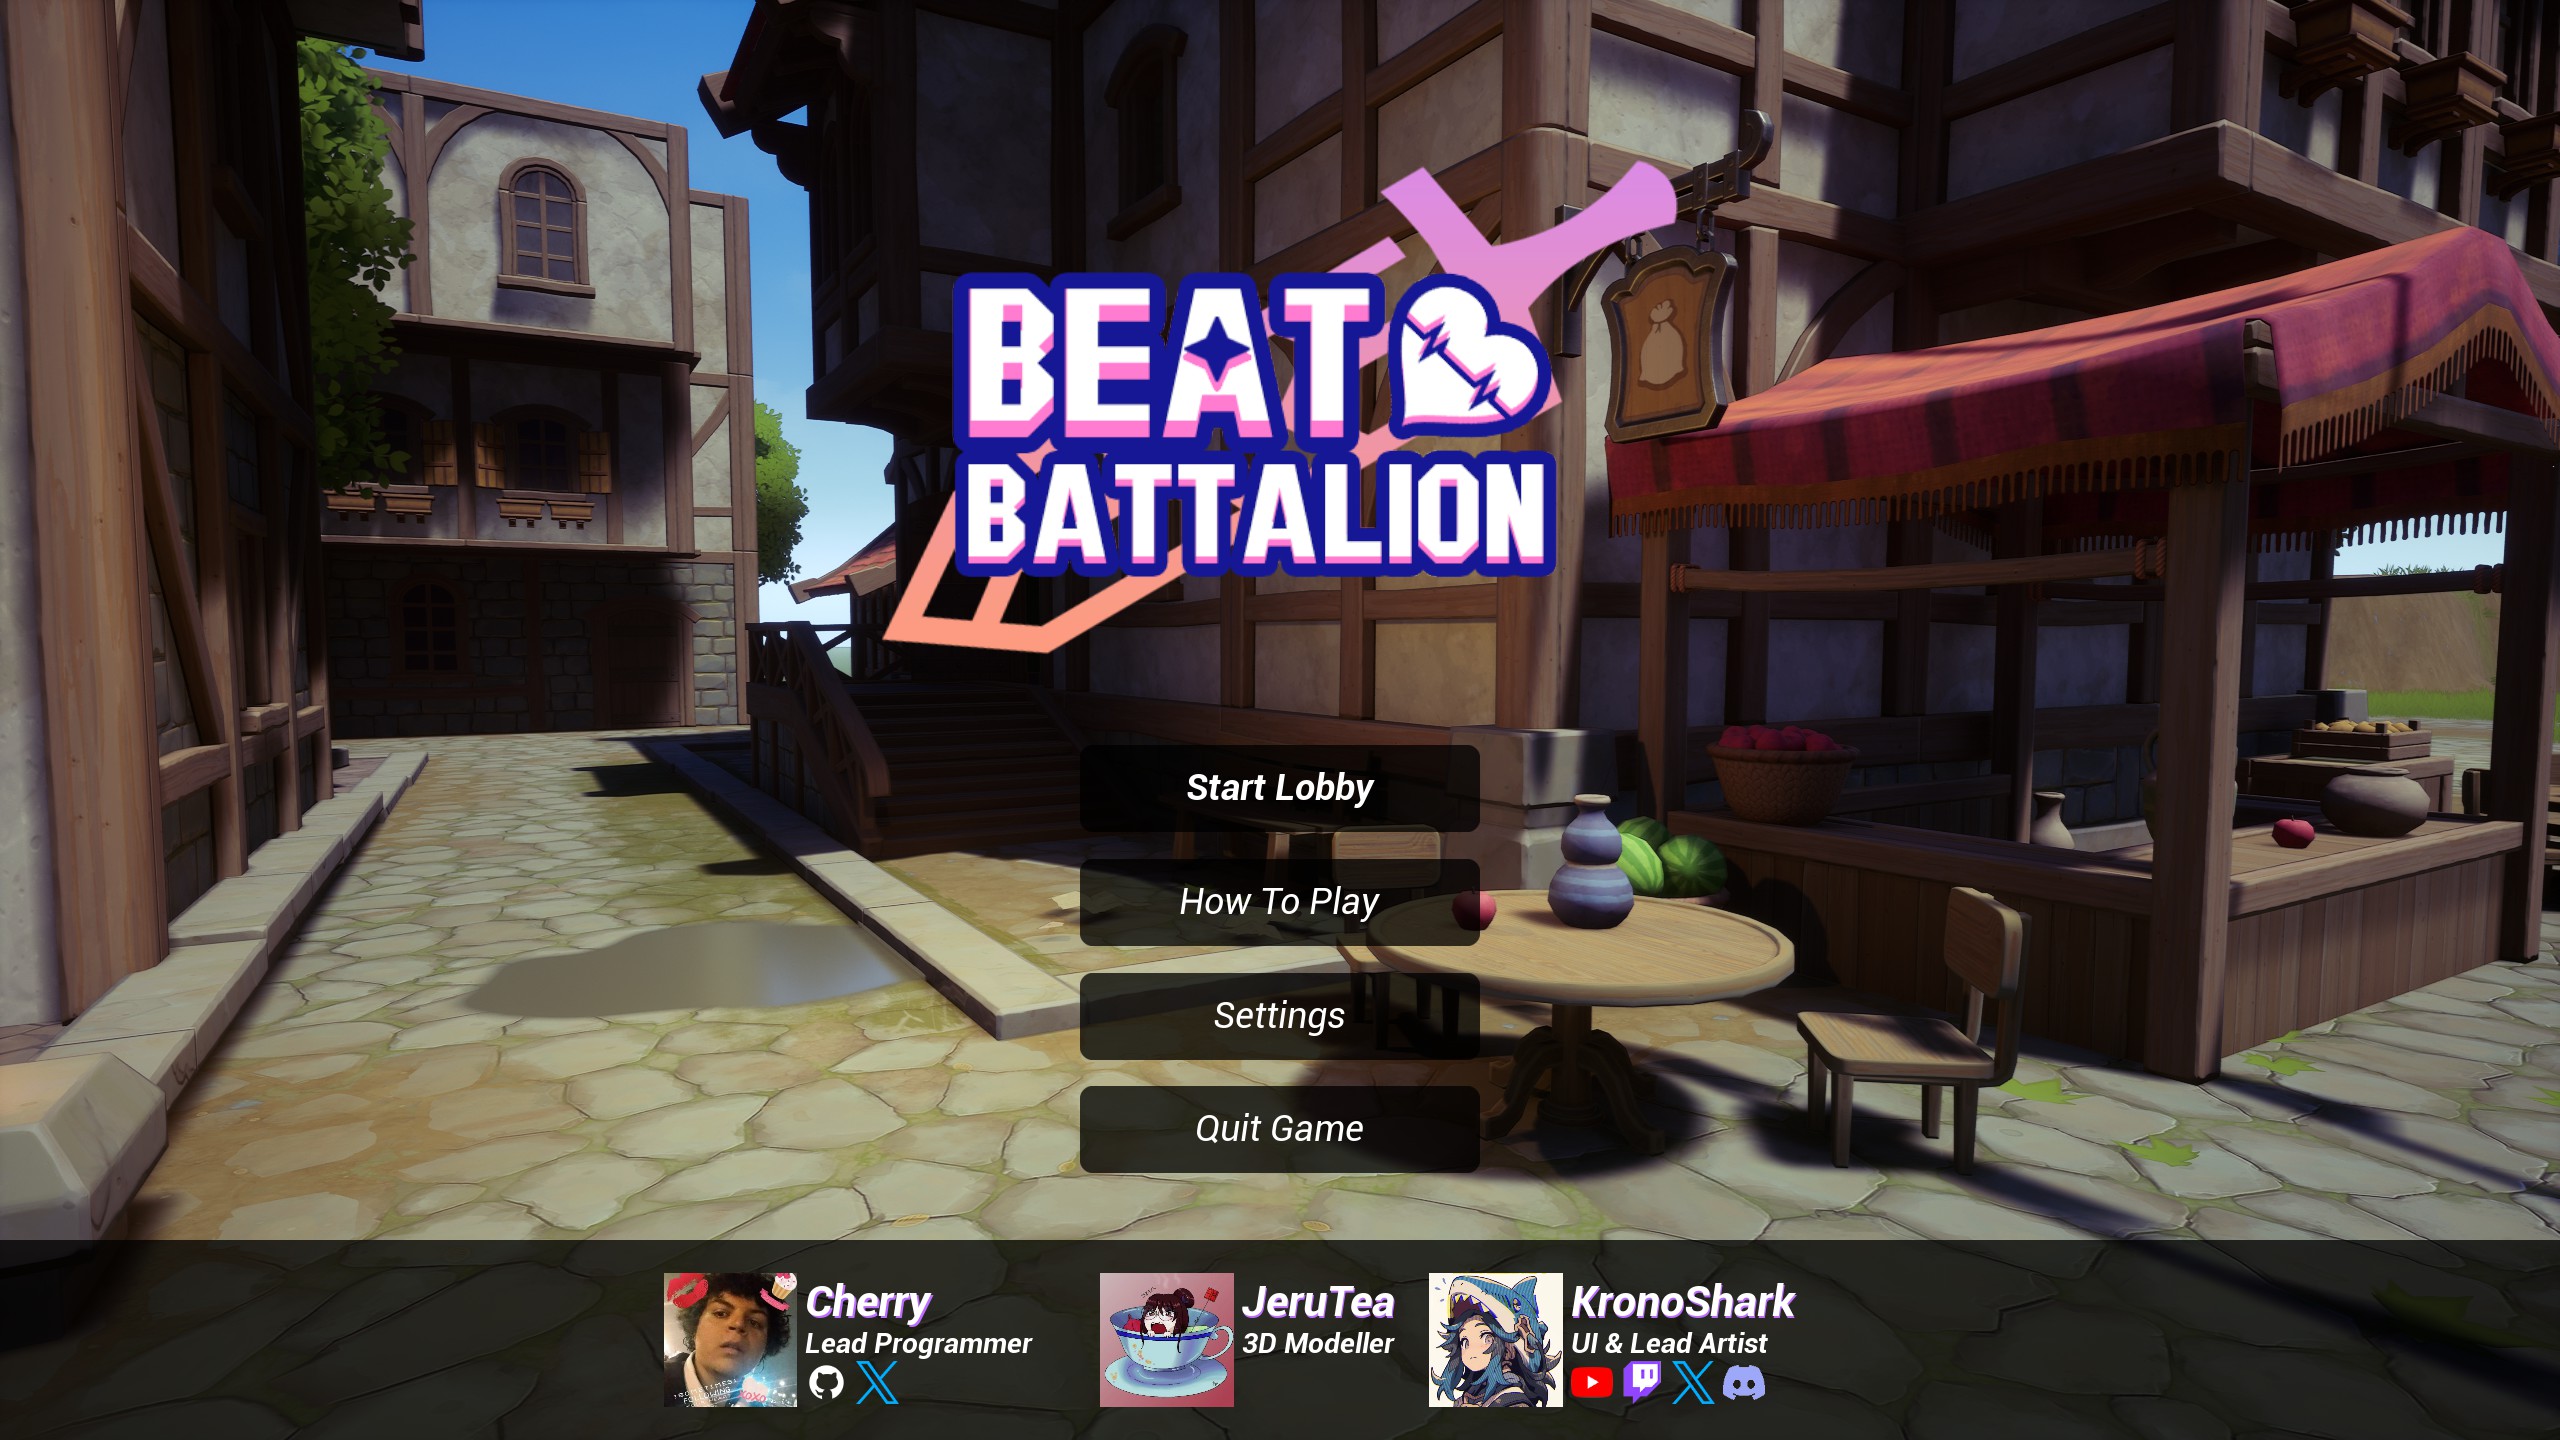 BEAT
BATTALION
Start Lobby
How To Play
Settings
Quit Game
Cherry
Lead Programmer
JeruTea
3D Modeller
KronoShark
UI & Lead Artist